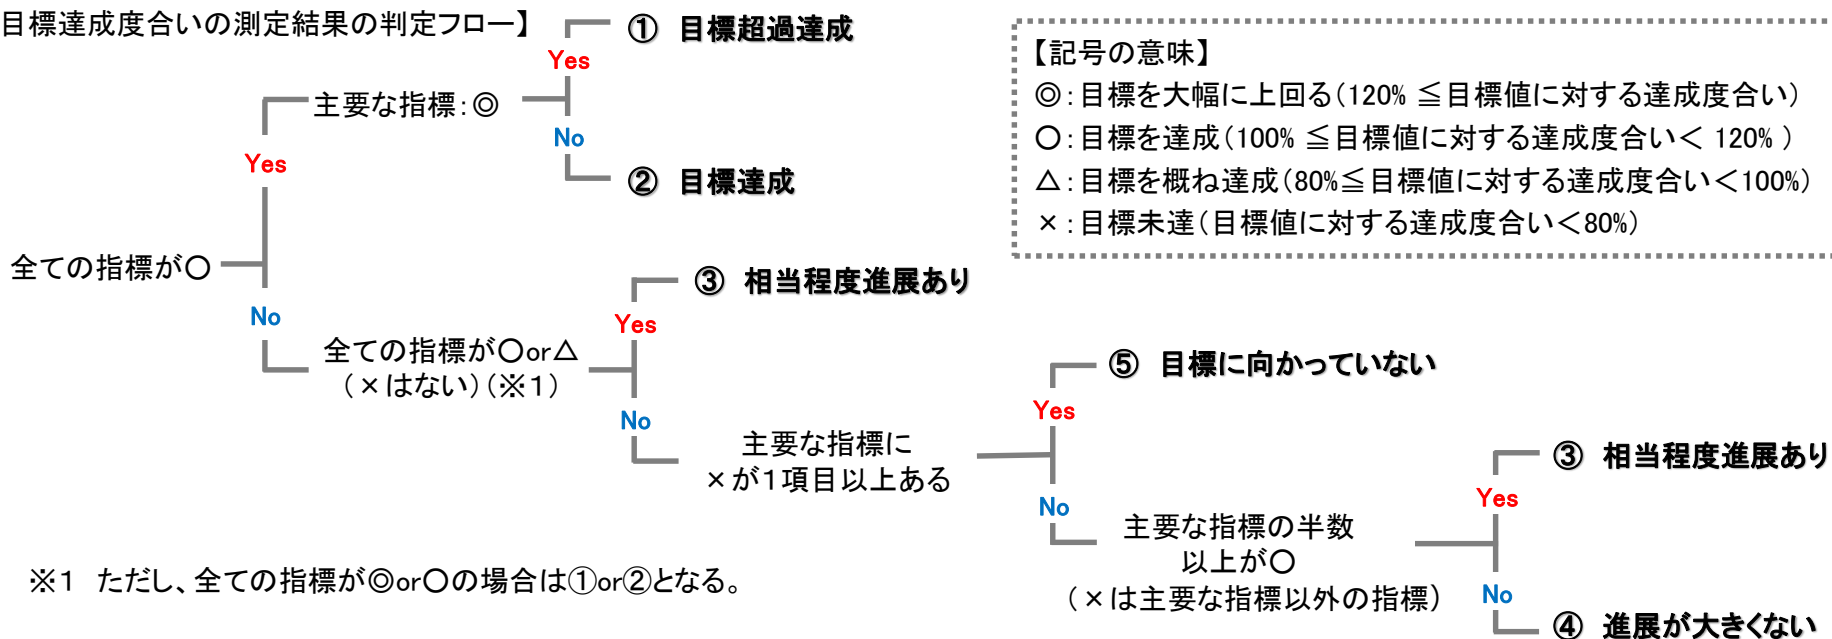 目標達成度合いの測定結果の判定フロー】
① 目標超過達成
Yes
主要な指標：◎
No
② 目標達成
Yes
全ての指標が○
No
③ 相当程度進展あり
Yes
全ての指標が○or△
（×はない）（※１）
No
⑤ 目標に向かっていない
Yes
主要な指標に
×が１項目以上ある
No
③ 相当程度進展あり
Yes
主要な指標の半数
以上が○
（×は主要な指標以外の指標）
No
④ 進展が大きくない
【記号の意味】
◎：目標を大幅に上回る（120% ≦目標値に対する達成度合い）
○：目標を達成（100% ≦目標値に対する達成度合い＜ 120% ）
△：目標を概ね達成（80%≦目標値に対する達成度合い＜100%）
×：目標未達（目標値に対する達成度合い＜80%）
※１ ただし、全ての指標が◎or○の場合は①or②となる。